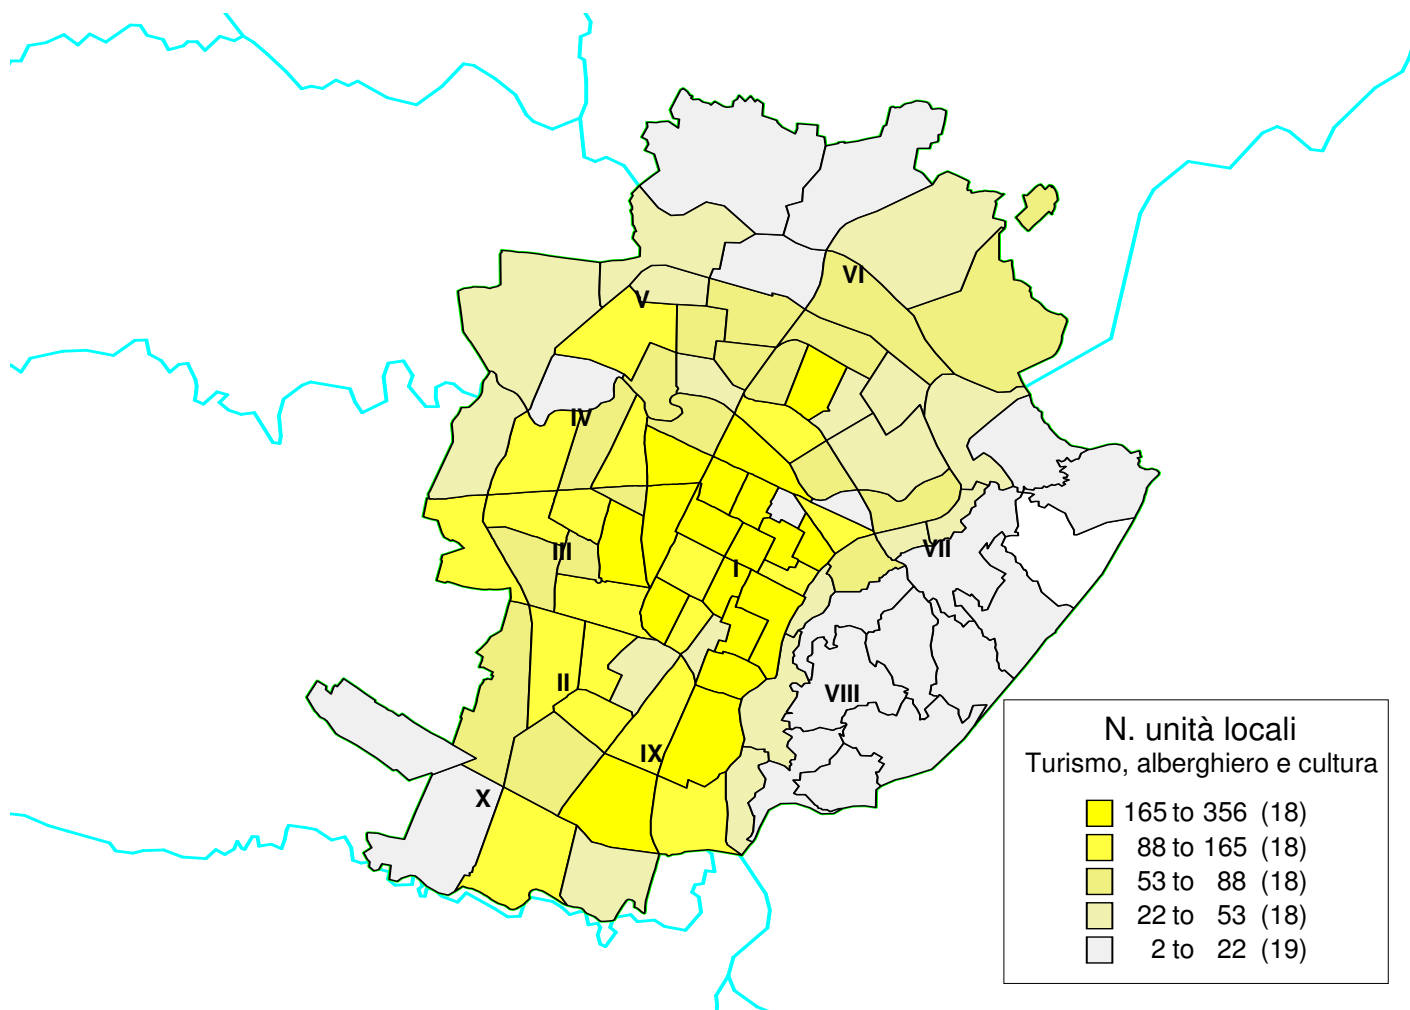 VI
V
IV
III
VII
I
II
VIII
IX
X
N. unità locali
Turismo, alberghiero e cultura
165 to 356 (18)
88 to 165 (18)
53 to 88 (18)
22 to 53 (18)
2 to 22 (19)